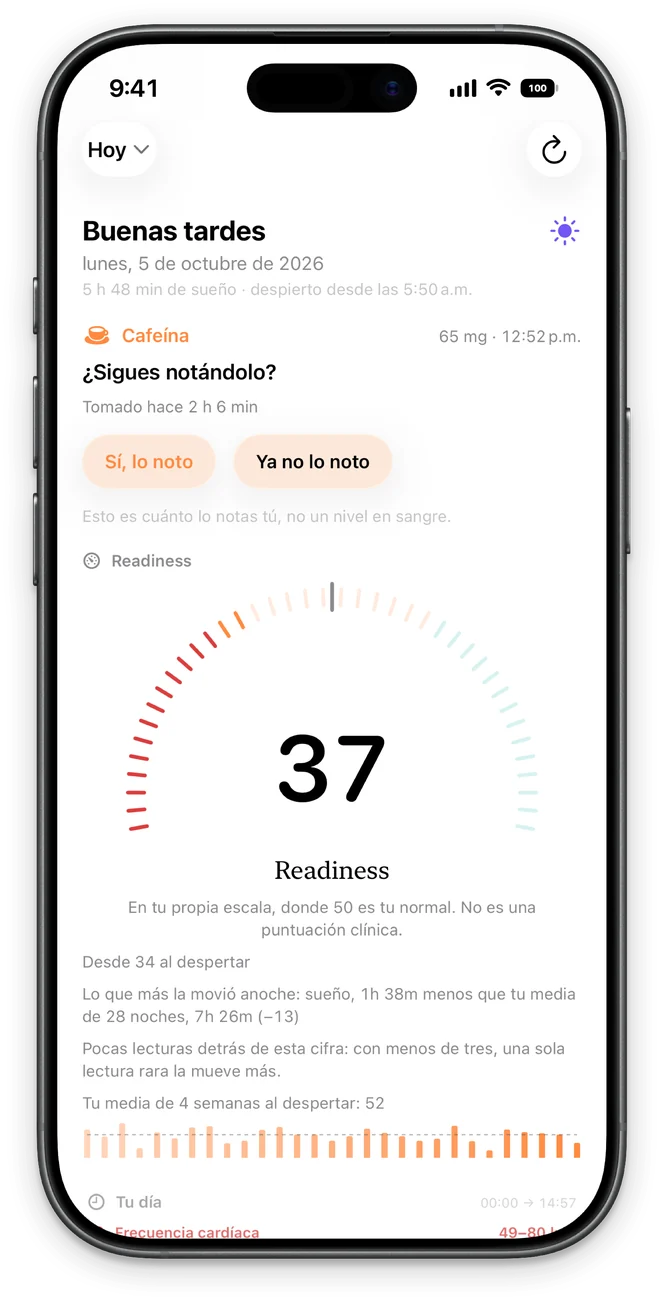 9:41
100
Hoy
Buenas tardes
lunes, 5 de octubre de 2026
5 h 48 min de sueño · despierto desde las 5:50 a.m.
Cafeína
65 mg · 12:52 p.m.
¿Sigues notándolo?
Tomado hace 2 h 6 min
Sí, lo noto
Ya no lo noto
Esto es cuánto lo notas tú, no un nivel en sangre.
Readiness
37
Readiness
En tu propia escala, donde 50 es tu normal. No es una
puntuación clínica.
Desde 34 al despertar
Lo que más la movió anoche: sueño, 1h 38m menos que tu media
de 28 noches, 7h 26m (−13)
Pocas lecturas detrás de esta cifra: con menos de tres, una sola
lectura rara la mueve más.
Tu media de 4 semanas al despertar: 52
Tu día
00:00 → 14:57
Frecuencia cardíaca
49–80